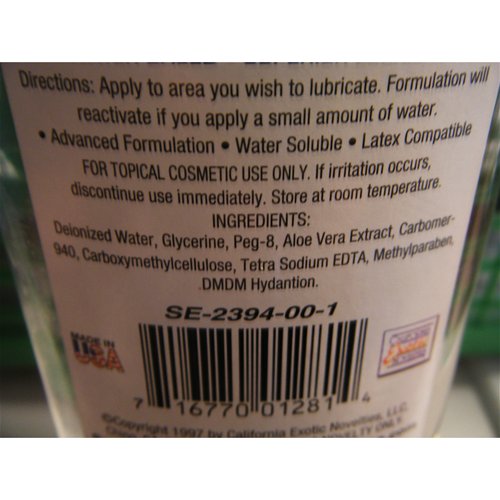 Directions: Apply to area you wish to lubricate. Formulation will
reactivate if you apply a small amount of water.
• Advanced Formulation • Water Soluble • Latex Compatible
FOR TOPICAL COSMETIC USE ONLY. If irritation occurs,
discontinue use immediately. Store at room temperature.
INGREDIENTS:
Deionized Water, Glycerine, Peg-8, Aloe Vera Extract, Carbomer-
940, Carboxymethylcellulose, Tetra Sodium EDTA, Methylparaben,
DMDM Hydantion.
SE-2394-00-1
MADE IN
USA
7 16770 01281 4
©Copyright 1997 by California Exotic Novelties, LLC.
NOVELTY ONLY.